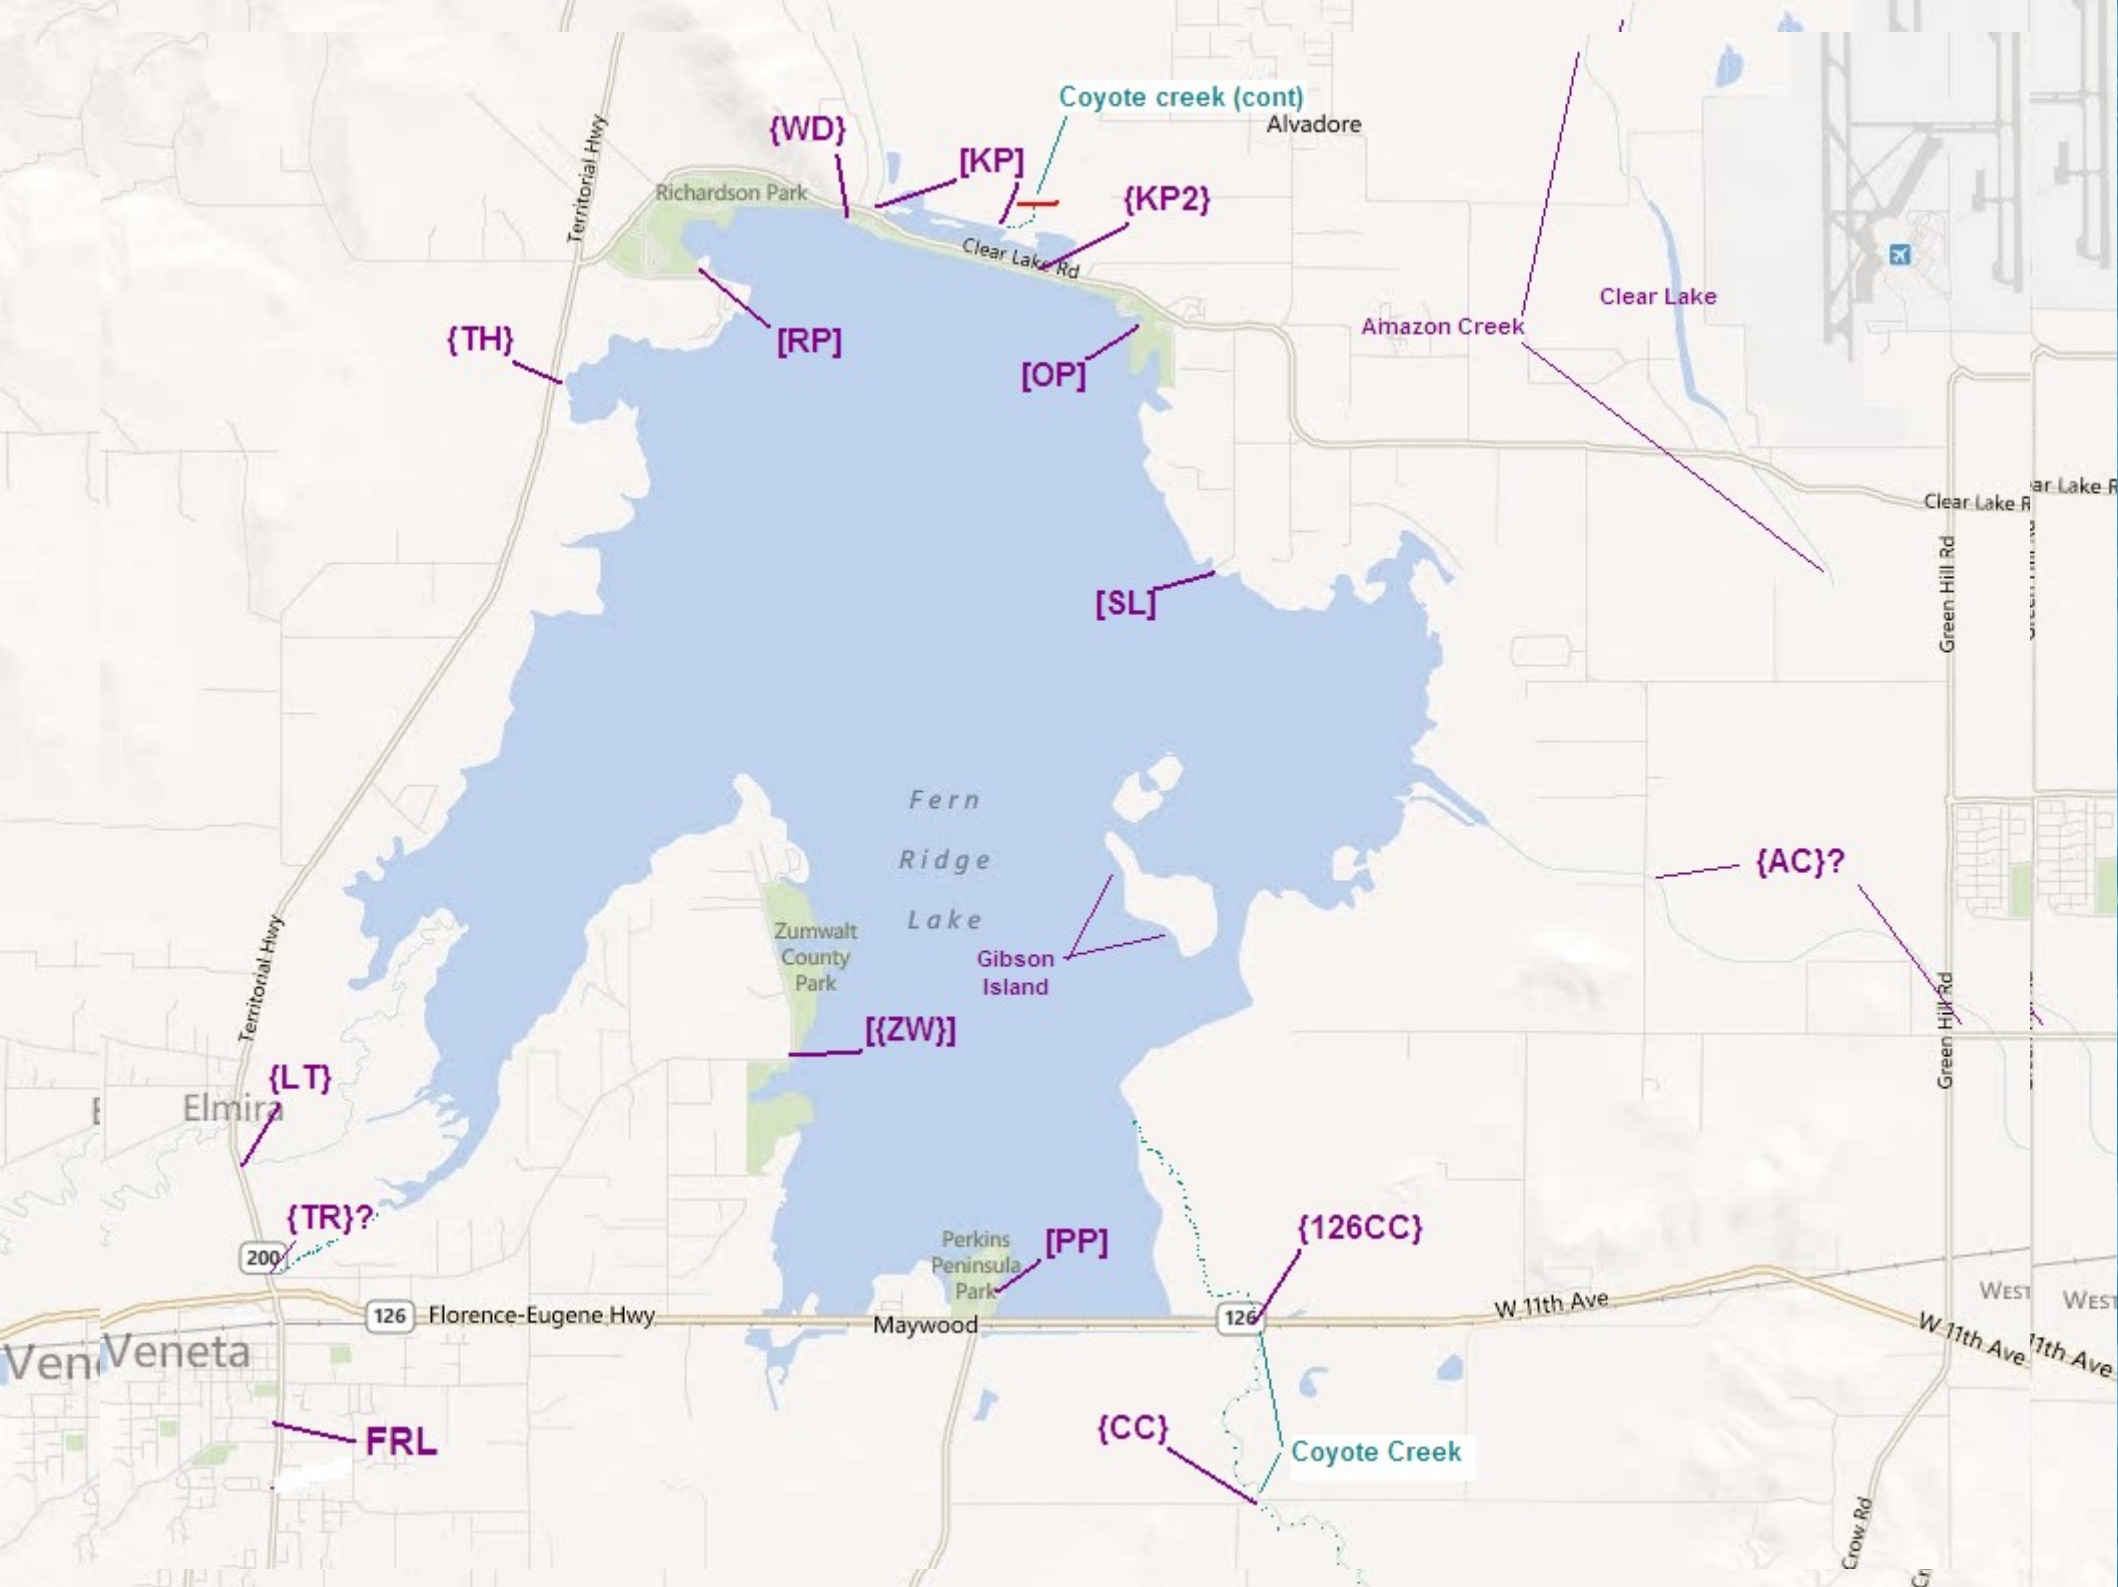 Coyote creek (cont)
Alvadore
{WD}
[KP]
{KP2}
Territorial Hwy
Richardson Park
Clear Lake Rd
Clear Lake
Amazon Creek
{TH}
[RP]
[OP]
Clear Lake R
ar Lake R
Green Hill Rd
[SL]
Fern
Ridge
Lake
{AC}?
Zumwalt
County
Park
Gibson
Island
Territorial Hwy
Green Hill Rd
[{ZW}]
{LT}
Elmira
{TR}?
200
Perkins
Peninsula
Park
[PP]
{126CC}
126
Florence-Eugene Hwy
Maywood
126
W 11th Ave
WEST
WEST
W 11th Ave
11th Ave
Ven
Veneta
FRL
{CC}
Coyote Creek
Crow Rd